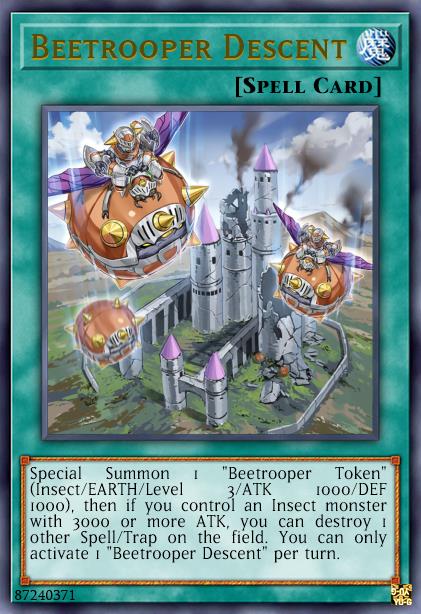 BEETROOPER DESCENT
魔
[SPELL CARD]
Special Summon 1 "Beetrooper Token"
(Insect/EARTH/Level 3/ATK 1000/DEF
1000), then if you control an Insect monster
with 3000 or more ATK, you can destroy 1
other Spell/Trap on the field. You can only
activate 1 "Beetrooper Descent" per turn.
87240371